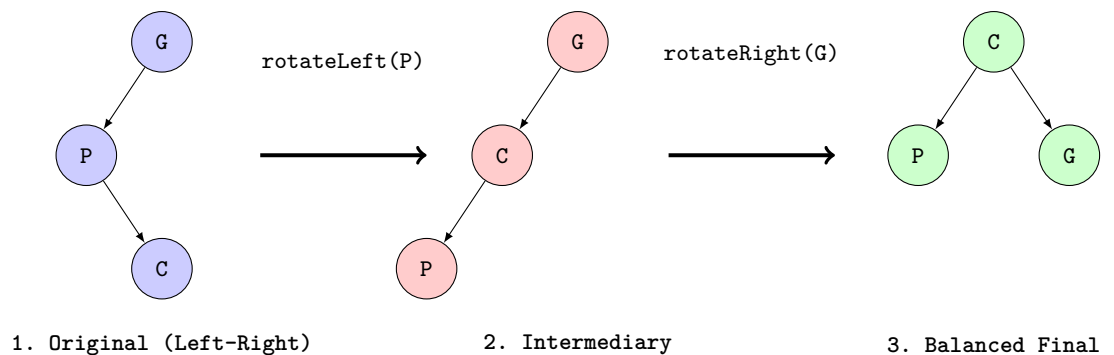 G
rotateLeft(P)
G
rotateRight(G)
C
P
C
P
G
C
P
1. Original (Left-Right)
2. Intermediary
3. Balanced Final